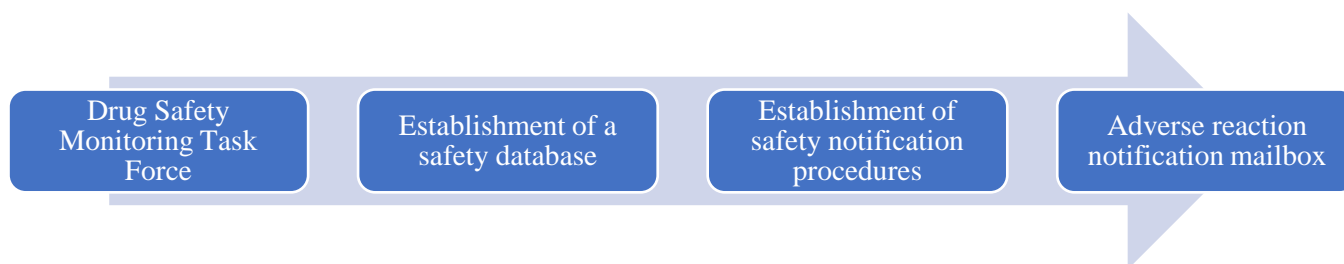 Drug Safety
Monitoring Task
Force
Establishment of a
safety database
Establishment of
safety notification
procedures
Adverse reaction
notification mailbox